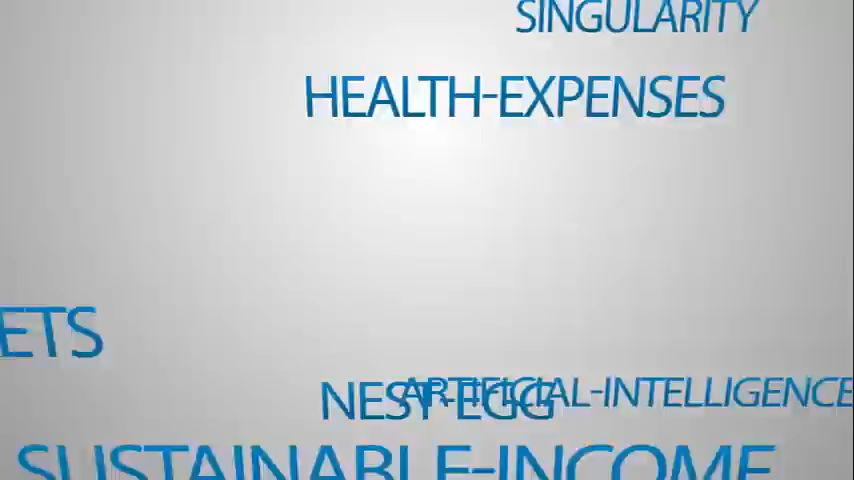 SINGULARITY
HEALTH-EXPENSES
ETS
NEST-EGG
ARTIFICIAL-INTELLIGENCE
SUSTAINABLE-INCOME